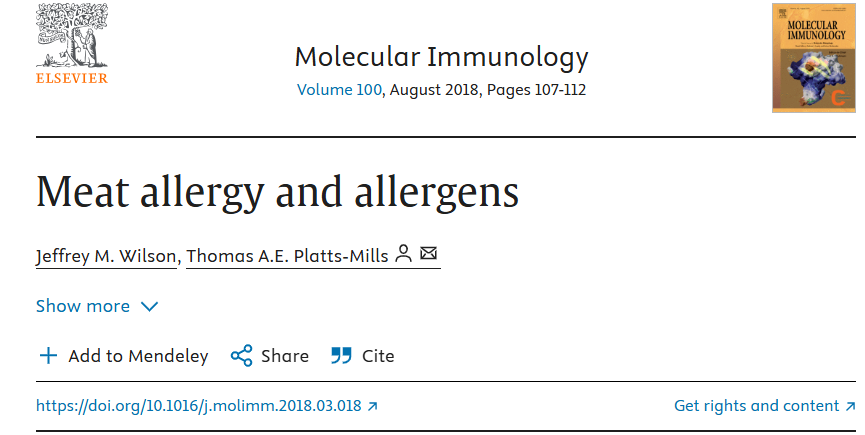 ELSEVIER
Molecular Immunology
Volume 100, August 2018, Pages 107-112
MOLECULAR
IMMUNOLOGY
Meat allergy and allergens
Jeffrey M. Wilson, Thomas A.E. Platts-Mills
Show more
Add to Mendeley Share Cite
https://doi.org/10.1016/j.molimm.2018.03.018
Get rights and content